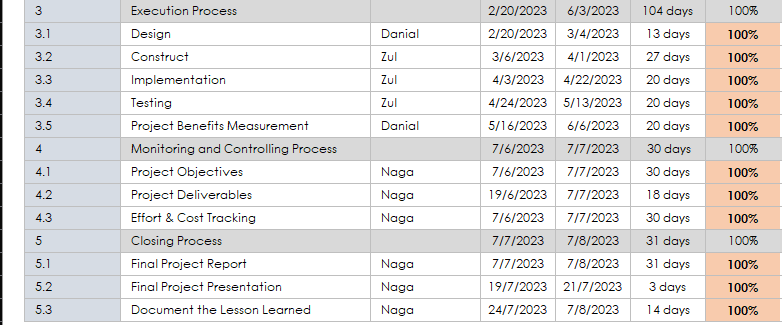 3 Execution Process 2/20/2023 6/3/2023 104 days 100%
3.1 Design Danial 2/20/2023 3/4/2023 13 days 100%
3.2 Construct Zul 3/6/2023 4/1/2023 27 days 100%
3.3 Implementation Zul 4/3/2023 4/22/2023 20 days 100%
3.4 Testing Zul 4/24/2023 5/13/2023 20 days 100%
3.5 Project Benefits Measurement Danial 5/16/2023 6/6/2023 20 days 100%
4 Monitoring and Controlling Process 7/6/2023 7/7/2023 30 days 100%
4.1 Project Objectives Naga 7/6/2023 7/7/2023 30 days 100%
4.2 Project Deliverables Naga 19/6/2023 7/7/2023 18 days 100%
4.3 Effort & Cost Tracking Naga 7/6/2023 7/7/2023 30 days 100%
5 Closing Process 7/7/2023 7/8/2023 31 days 100%
5.1 Final Project Report Naga 7/7/2023 7/8/2023 31 days 100%
5.2 Final Project Presentation Naga 19/7/2023 21/7/2023 3 days 100%
5.3 Document the Lesson Learned Naga 24/7/2023 7/8/2023 14 days 100%